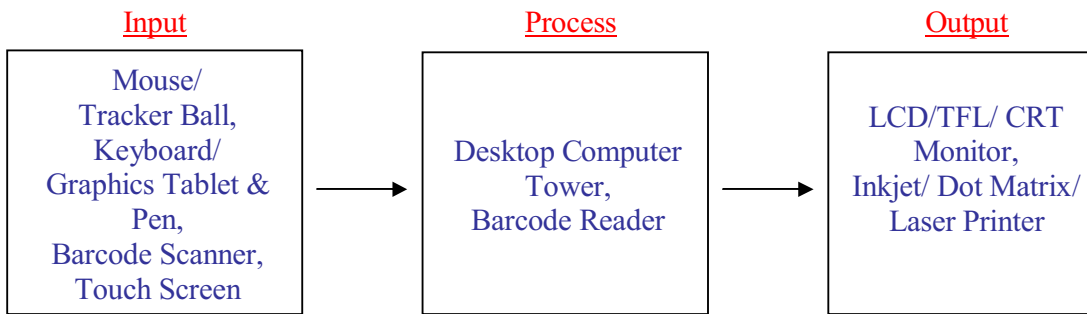 Input
Mouse/
Tracker Ball,
Keyboard/
Graphics Tablet &
Pen,
Barcode Scanner,
Touch Screen
Process
Desktop Computer
Tower,
Barcode Reader
Output
LCD/TFL/ CRT
Monitor,
Inkjet/ Dot Matrix/
Laser Printer